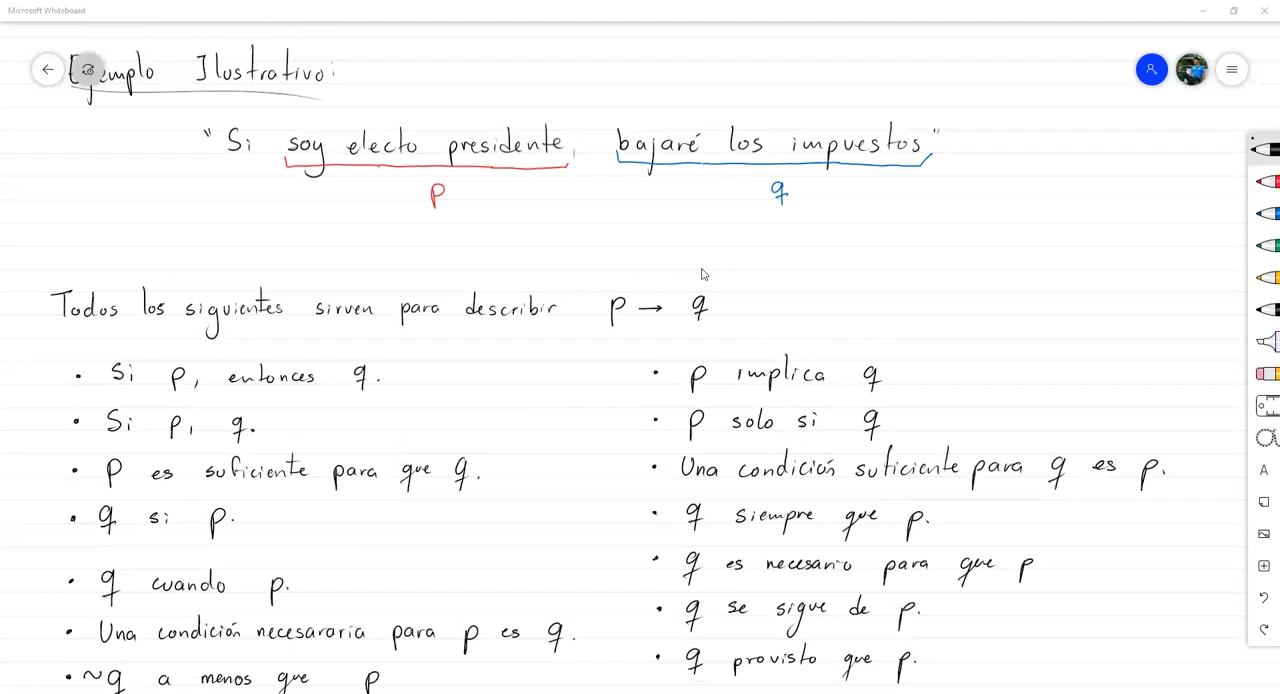 Microsoft Whiteboard
Ejemplo Ilustrativo:
"Si soy electo presidente, bajaré los impuestos"
p
q
Todos los siguientes sirven para describir p → q
• Si p, entonces q.
• Si p, q.
• p es suficiente para que q.
• q si p.
• q cuando p.
• Una condición necesararia para p es q.
• ~q a menos que p
• p implica q
• p solo si q
• Una condición suficiente para q es p.
• q siempre que p.
• q es necesario para que p
• q se sigue de p.
• q provisto que p.
A